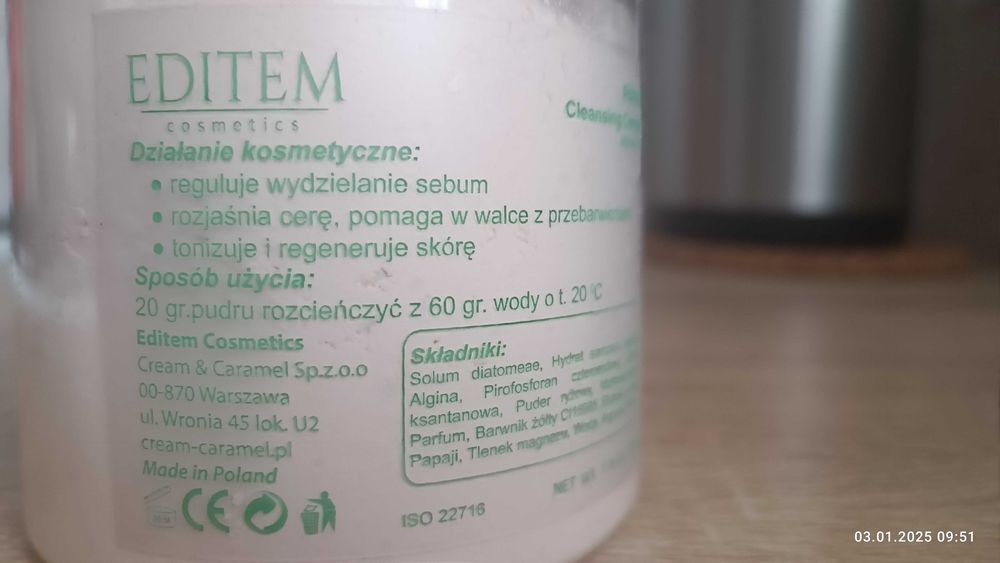 EDITEM
cosmetics
Cleansing
Działanie kosmetyczne:
• reguluje wydzielanie sebum
• rozjaśnia cerę, pomaga w walce z
• tonizuje i regeneruje skórę
Sposób użycia:
20 gr.pudru rozcieńczyć z 60 gr. wody o t. 20 °C
Editem Cosmetics
Cream & Caramel Sp.z.o.o
00-870 Warszawa
ul. Wronia 45 lok. U2
cream-caramel.pl
Made in Poland
Składniki:
Solum diatomeae, Hydrat
Algina, Pirofosforan
ksantanowa, Puder ryżowy,
Parfum, Barwnik żółty
Papaji, Tlenek magnezu,
CE
ISO 22716
NET
03.01.2025 09:51